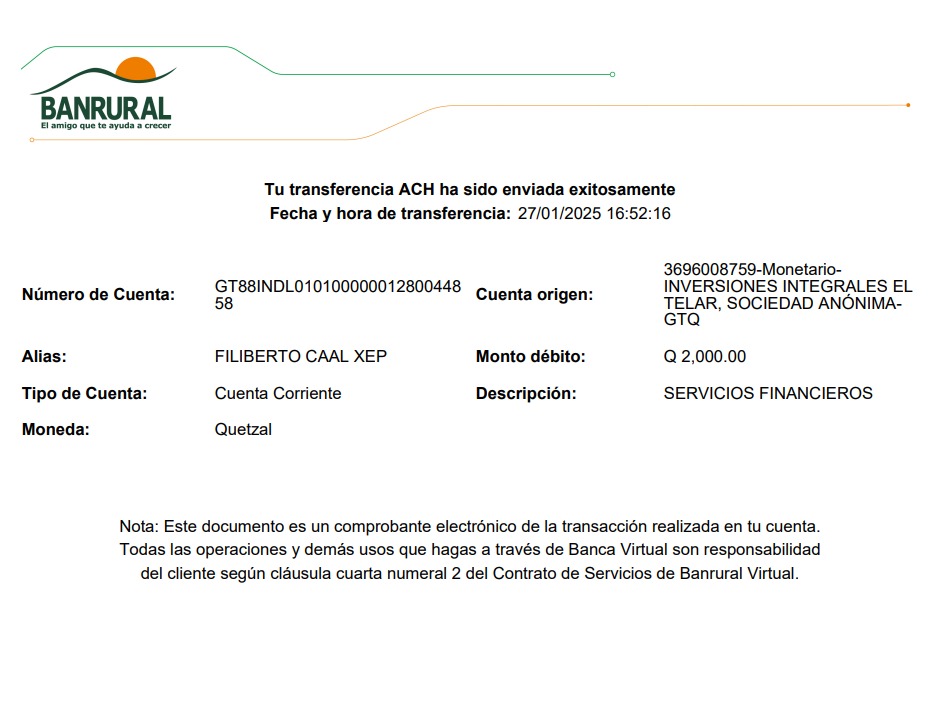 BANRURAL
El amigo que te ayuda a crecer
Tu transferencia ACH ha sido enviada exitosamente
Fecha y hora de transferencia: 27/01/2025 16:52:16
Número de Cuenta:
GT88INDL010100000012800448
58
Cuenta origen:
3696008759-Monetario-
INVERSIONES INTEGRALES EL
TELAR, SOCIEDAD ANÓNIMA-
GTQ
Alias:
FILIBERTO CAAL XEP
Monto débito:
Q 2,000.00
Tipo de Cuenta:
Cuenta Corriente
Descripción:
SERVICIOS FINANCIEROS
Moneda:
Quetzal
Nota: Este documento es un comprobante electrónico de la transacción realizada en tu cuenta.
Todas las operaciones y demás usos que hagas a través de Banca Virtual son responsabilidad
del cliente según cláusula cuarta numeral 2 del Contrato de Servicios de Banrural Virtual.